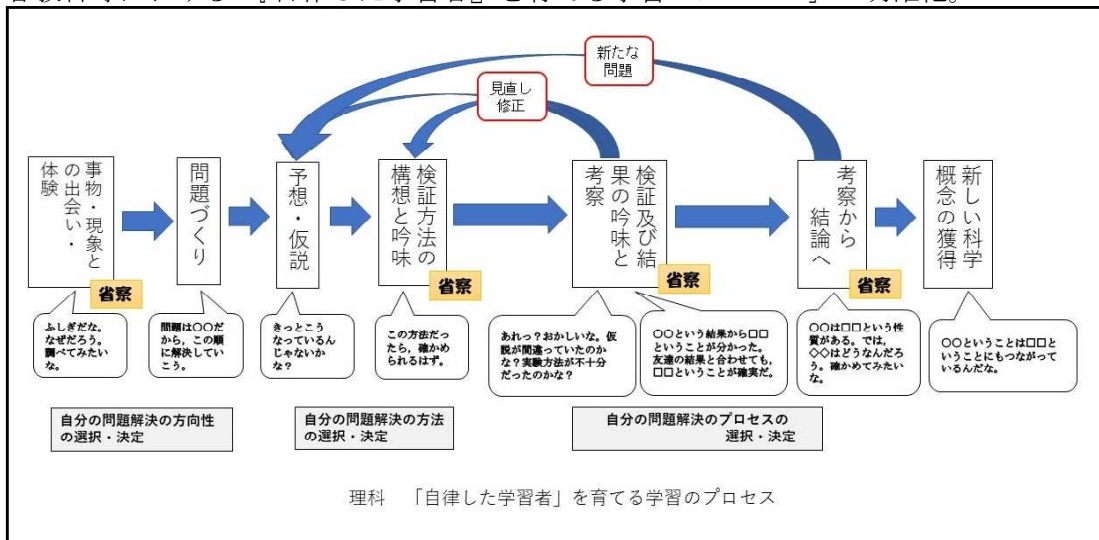 新たな
問題
見直し
修正
事物・現象と
の出会い・
体験
省察
問題づくり
予想・仮説
検証方法の
構想と吟味
省察
検証及び結
果の吟味と
考察
省察
考察から
結論へ
省察
新しい科学
概念の獲得
ふしぎだな。
なぜだろう。
調べてみたい
な。
問題は〇〇だ
から、この順
に解決してい
こう。
きっとこう
なっているん
じゃないか
な?
この方法だっ
たら、確かめ
られるはず。
あれっ?おかしいな。仮
説が間違っていたのか
な?実験方法が不十分
だったのかな?
〇〇という結果から□□
ということが分かった。
友達の結果と合わせても、
□□ということが確実だ。
〇〇は□□という性
質がある。では、
◇◇はどうなんだろ
う。確かめてみたい
な。
〇〇ということは□□と
いうことにもつながって
いるんだな。
自分の問題解決の方向性
の選択・決定
自分の問題解決の方法
の選択・決定
自分の問題解決のプロセスの
選択・決定
理科 「自律した学習者」を育てる学習のプロセス